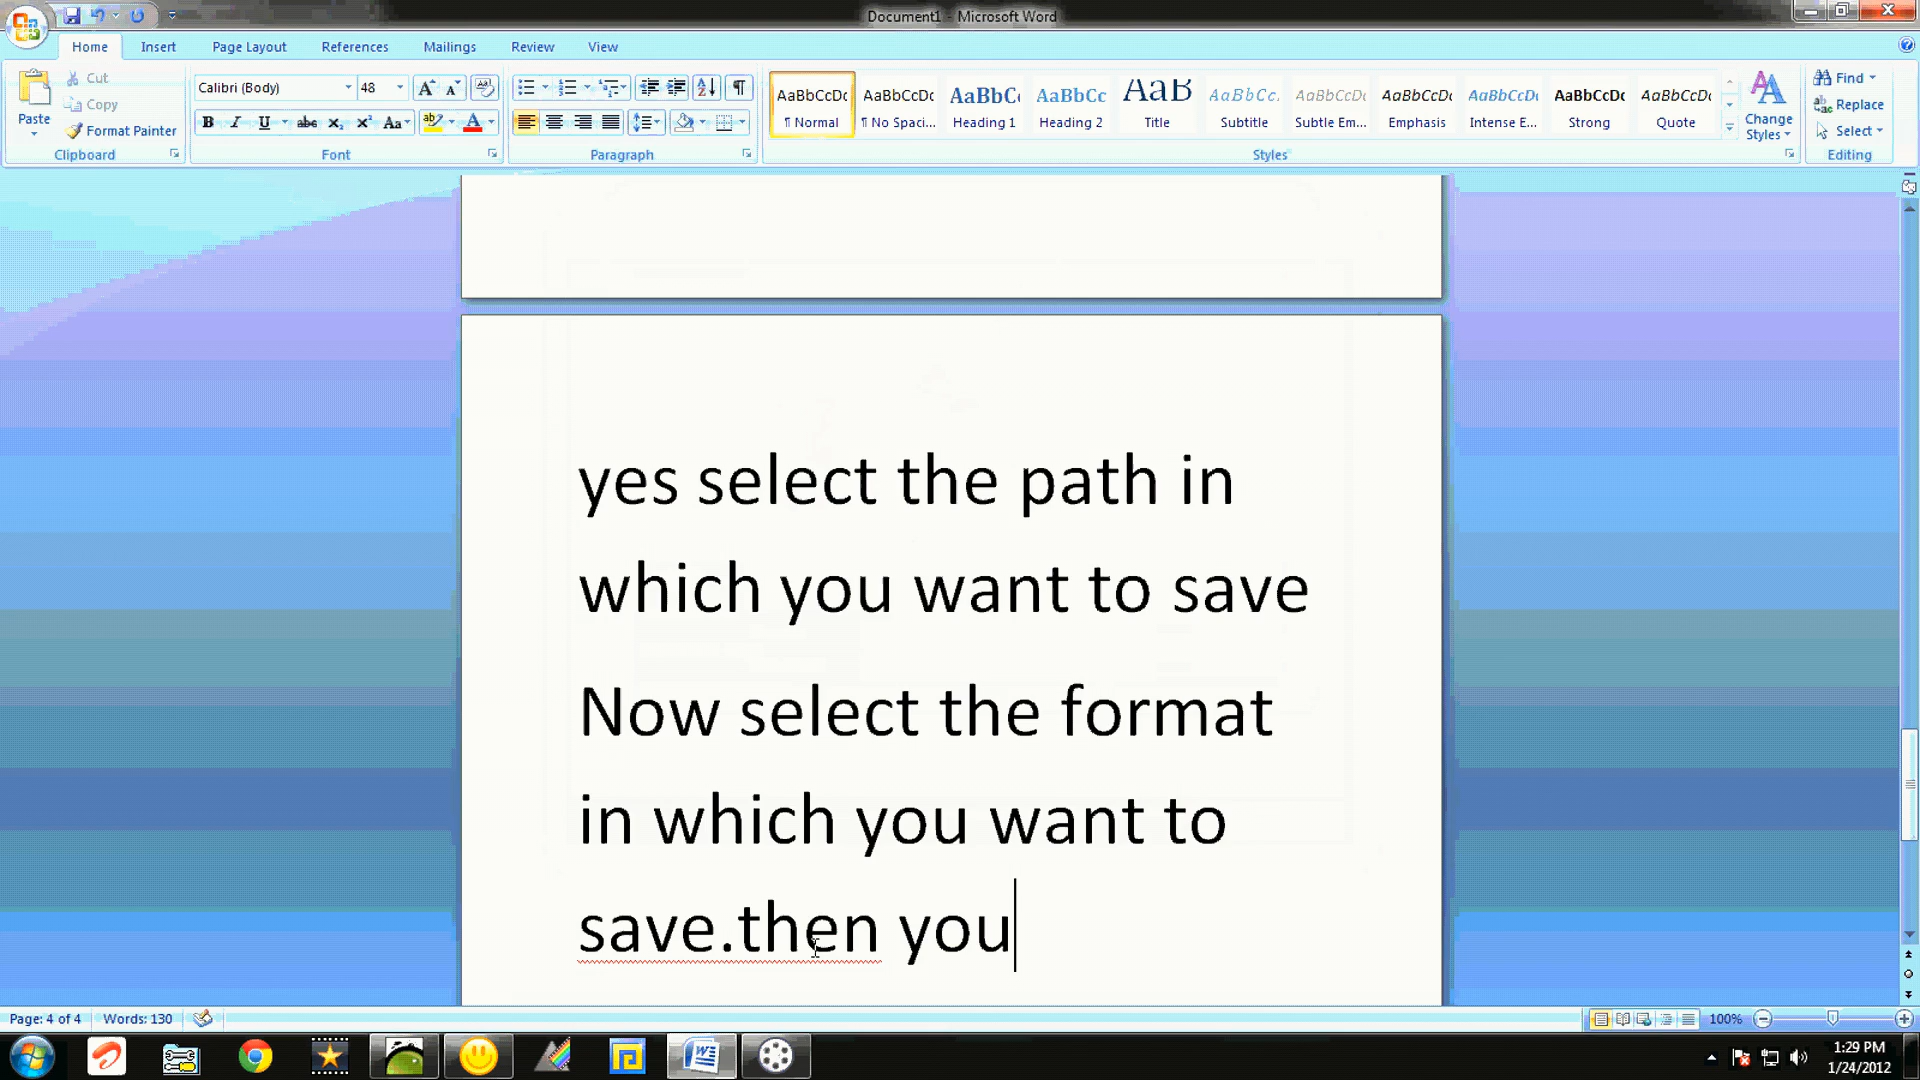 Document1 - Microsoft Word
Home Insert Page Layout References Mailings Review View
Paste
Cut
Copy
Format Painter
Clipboard
Calibri (Body) 48
Font
Paragraph
AaBbCcDc AaBbCcDc AaBbC AaBbCc AaB AaBbCc. AaBbCcDc AaBbCcDc AaBbCcDc AaBbCcDc AaBbCcDc
¶ Normal ¶ No Spaci... Heading 1 Heading 2 Title Subtitle Subtle Em... Emphasis Intense E... Strong Quote
Styles
Change
Styles
Find
Replace
Select
Editing
yes select the path in
which you want to save
Now select the format
in which you want to
save.then you
Page: 4 of 4 Words: 130
100%
1:29 PM
1/24/2012